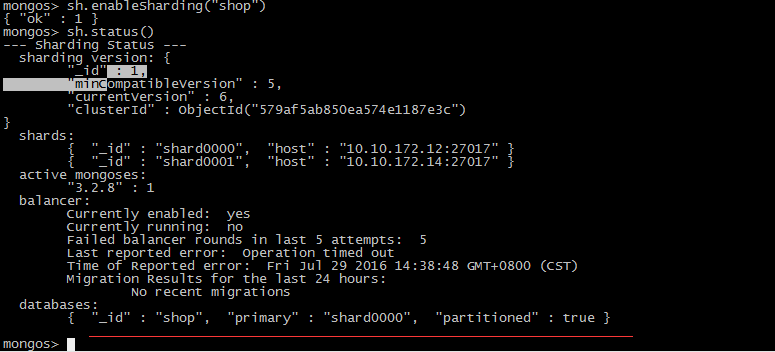 mongos> sh.enableSharding("shop")
{ "ok" : 1 }
mongos> sh.status()
--- Sharding Status ---
  sharding version: {
        "_id" : 1,
        "minCompatibleVersion" : 5,
        "currentVersion" : 6,
        "clusterId" : ObjectId("579af5ab850ea574e1187e3c")
}
  shards:
        {  "_id" : "shard0000",  "host" : "10.10.172.12:27017" }
        {  "_id" : "shard0001",  "host" : "10.10.172.14:27017" }
  active mongoses:
        "3.2.8" : 1
  balancer:
        Currently enabled:  yes
        Currently running:  no
        Failed balancer rounds in last 5 attempts:  5
        Last reported error:  Operation timed out
        Time of Reported error:  Fri Jul 29 2016 14:38:48 GMT+0800 (CST)
        Migration Results for the last 24 hours:
                No recent migrations
  databases:
        {  "_id" : "shop",  "primary" : "shard0000",  "partitioned" : true }
mongos>